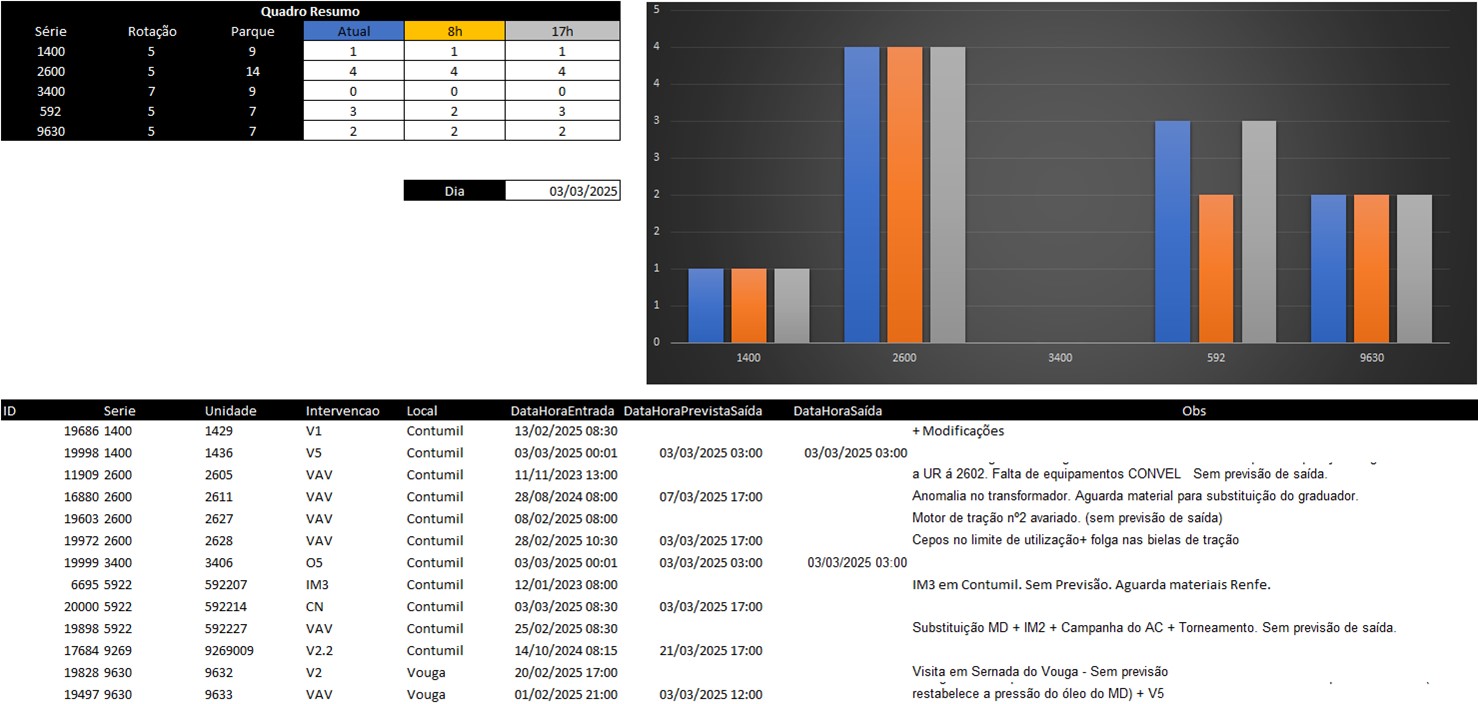 Quadro Resumo
Série Rotação Parque Atual 8h 17h
1400 5 9 1 1 1
2600 5 14 4 4 4
3400 7 9 0 0 0
592 5 7 3 2 3
9630 5 7 2 2 2
Dia 03/03/2025
5
4
4
3
3
2
2
1
1
0
1400 2600 3400 592 9630
ID Serie Unidade Intervencao Local DataHoraEntrada DataHoraPrevistaSaída DataHoraSaída Obs
19686 1400 1429 V1 Contumil 13/02/2025 08:30 + Modificações
19998 1400 1436 V5 Contumil 03/03/2025 00:01 03/03/2025 03:00 03/03/2025 03:00
11909 2600 2605 VAV Contumil 11/11/2023 13:00 a UR á 2602. Falta de equipamentos CONVEL Sem previsão de saída.
16880 2600 2611 VAV Contumil 28/08/2024 08:00 07/03/2025 17:00 Anomalia no transformador. Aguarda material para substituição do graduador.
19603 2600 2627 VAV Contumil 08/02/2025 08:00 Motor de tração nº2 avariado. (sem previsão de saída)
19972 2600 2628 VAV Contumil 28/02/2025 10:30 03/03/2025 17:00 Cepos no limite de utilização+ folga nas bielas de tração
19999 3400 3406 O5 Contumil 03/03/2025 00:01 03/03/2025 03:00 03/03/2025 03:00
6695 5922 592207 IM3 Contumil 12/01/2023 08:00 IM3 em Contumil. Sem Previsão. Aguarda materiais Renfe.
20000 5922 592214 CN Contumil 03/03/2025 08:30 03/03/2025 17:00
19898 5922 592227 VAV Contumil 25/02/2025 08:30 Substituição MD + IM2 + Campanha do AC + Torneamento. Sem previsão de saída.
17684 9269 9269009 V2.2 Contumil 14/10/2024 08:15 21/03/2025 17:00
19828 9630 9632 V2 Vouga 20/02/2025 17:00 Visita em Sernada do Vouga - Sem previsão
19497 9630 9633 VAV Vouga 01/02/2025 21:00 03/03/2025 12:00 restabelece a pressão do óleo do MD) + V5